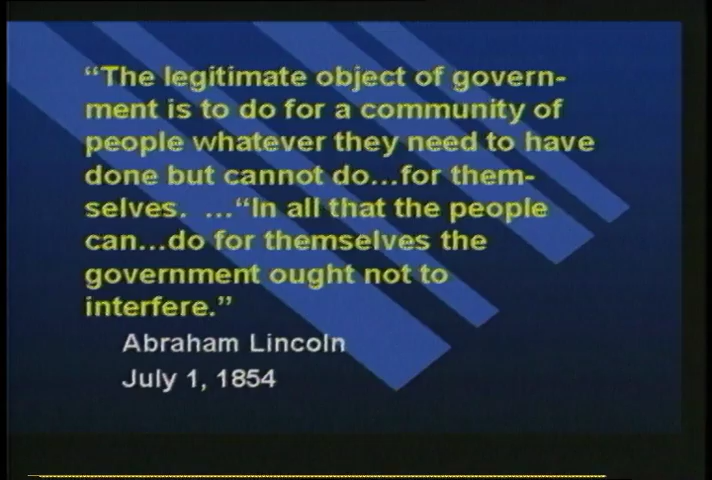 “The legitimate object of govern-
ment is to do for a community of
people whatever they need to have
done but cannot do...for them-
selves.  ...“In all that the people
can...do for themselves the
government ought not to
interfere.”
Abraham Lincoln
July 1, 1854